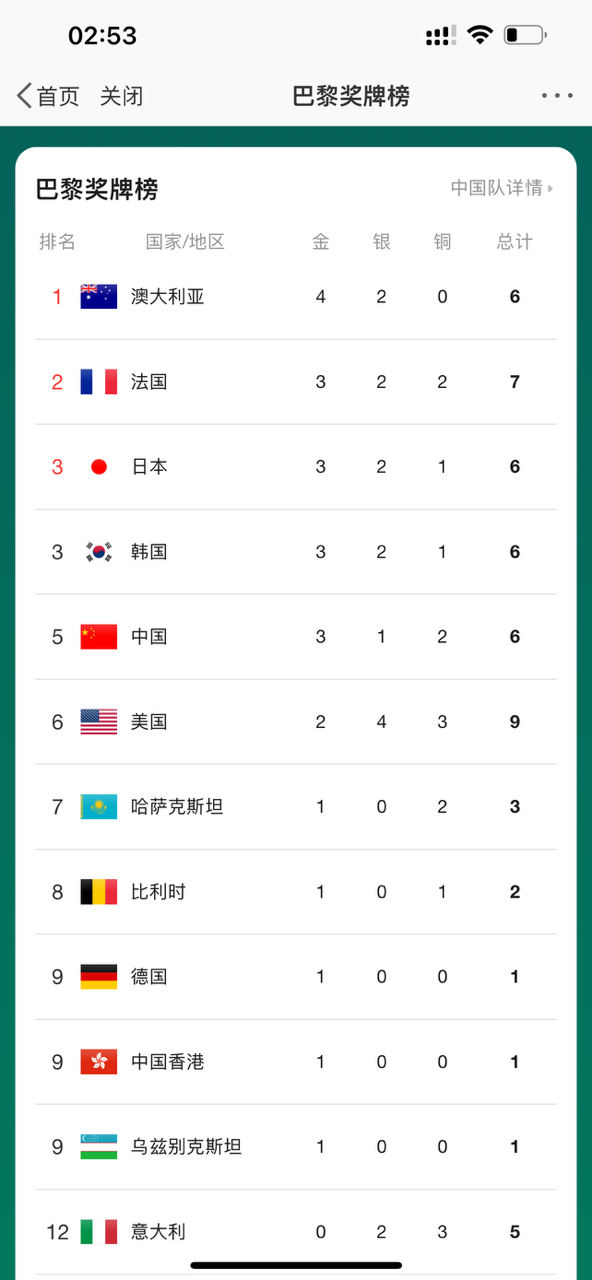 02:53
首页 关闭 巴黎奖牌榜
巴黎奖牌榜 中国队详情
排名 国家/地区 金 银 铜 总计
1 澳大利亚 4 2 0 6
2 法国 3 2 2 7
3 日本 3 2 1 6
3 韩国 3 2 1 6
5 中国 3 1 2 6
6 美国 2 4 3 9
7 哈萨克斯坦 1 0 2 3
8 比利时 1 0 1 2
9 德国 1 0 0 1
9 中国香港 1 0 0 1
9 乌兹别克斯坦 1 0 0 1
12 意大利 0 2 3 5